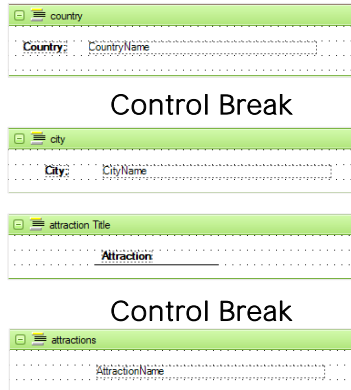 country
Country: CountryName
Control Break
city
City: CityName
attraction Title
Attraction
Control Break
attractions
AttractionName